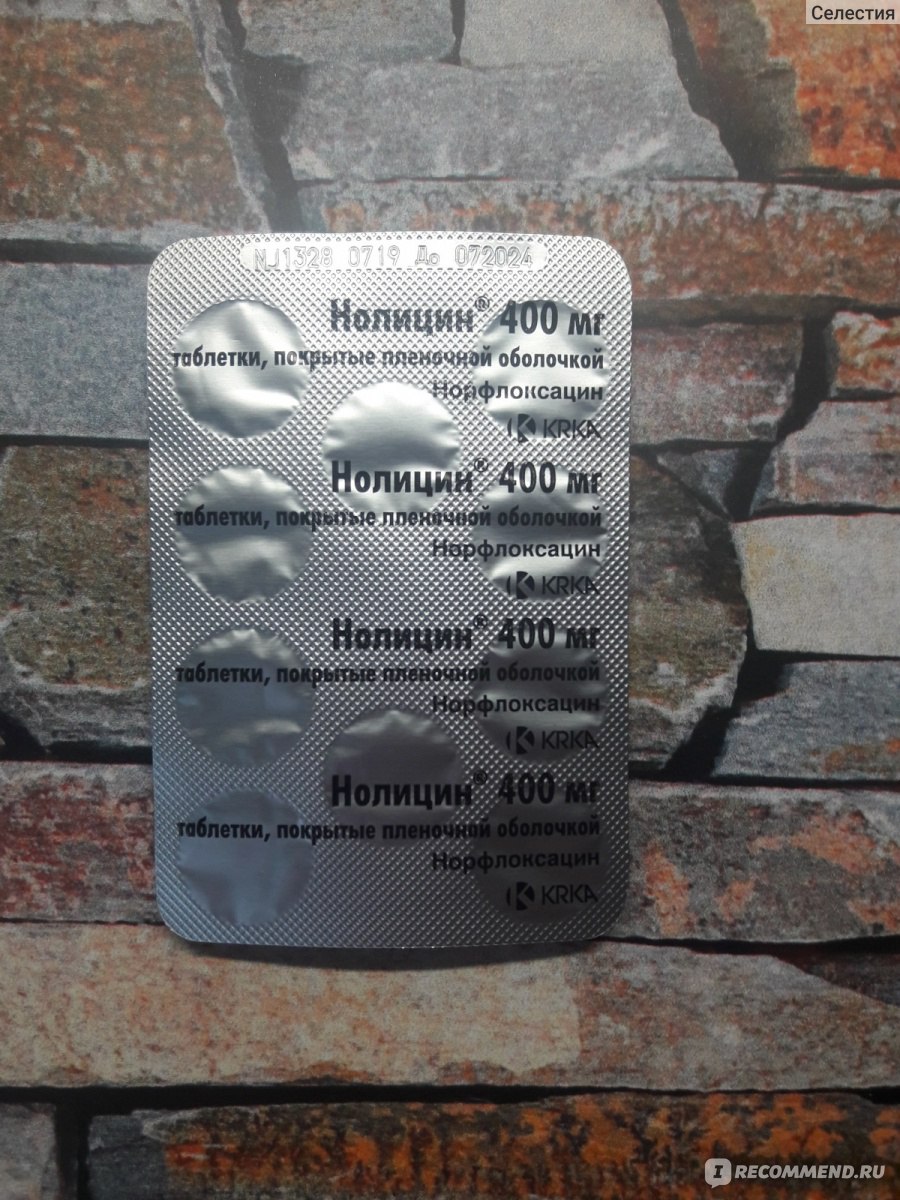 Селестия
NJ1328 0719 До 072024
Нолицин® 400 мг
таблетки, покрытые пленочной оболочкой
Норфлоксацин
KRKA
Нолицин® 400 мг
таблетки, покрытые пленочной оболочкой
Норфлоксацин
KRKA
Нолицин® 400 мг
таблетки, покрытые пленочной оболочкой
Норфлоксацин
KRKA
Нолицин® 400 мг
таблетки, покрытые пленочной оболочкой
Норфлоксацин
KRKA
IRECOMMEND.RU